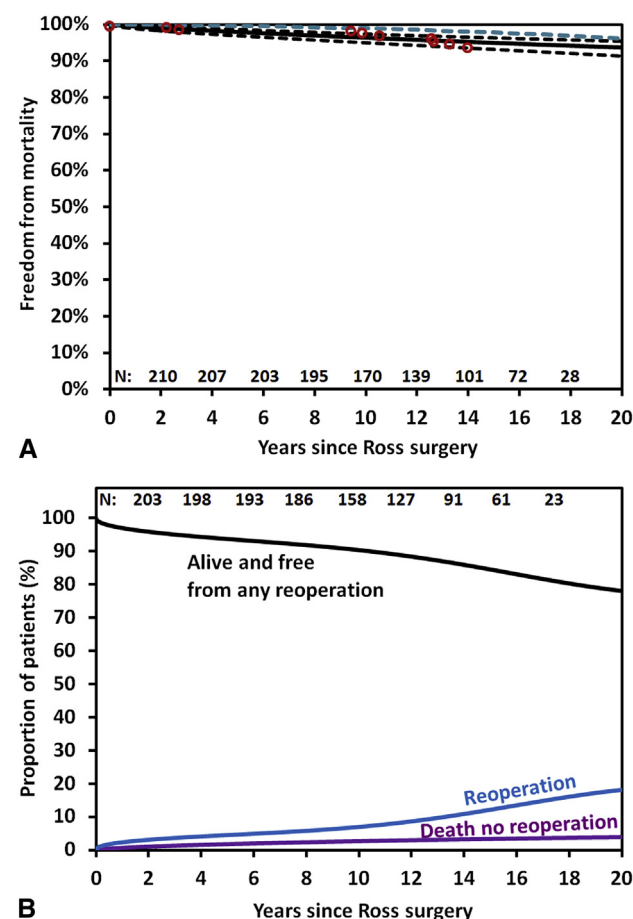 100%
90%
80%
70%
60%
50%
40%
30%
20%
10%
0%
Freedom from mortality
N: 210 207 203 195 170 139 101 72 28
0 2 4 6 8 10 12 14 16 18 20
Years since Ross surgery
A
N: 203 198 193 186 158 127 91 61 23
100
90
80
70
60
50
40
30
20
10
0
Proportion of patients (%)
Alive and free
from any reoperation
Reoperation
Death no reoperation
0 2 4 6 8 10 12 14 16 18 20
Years since Ross surgery
B